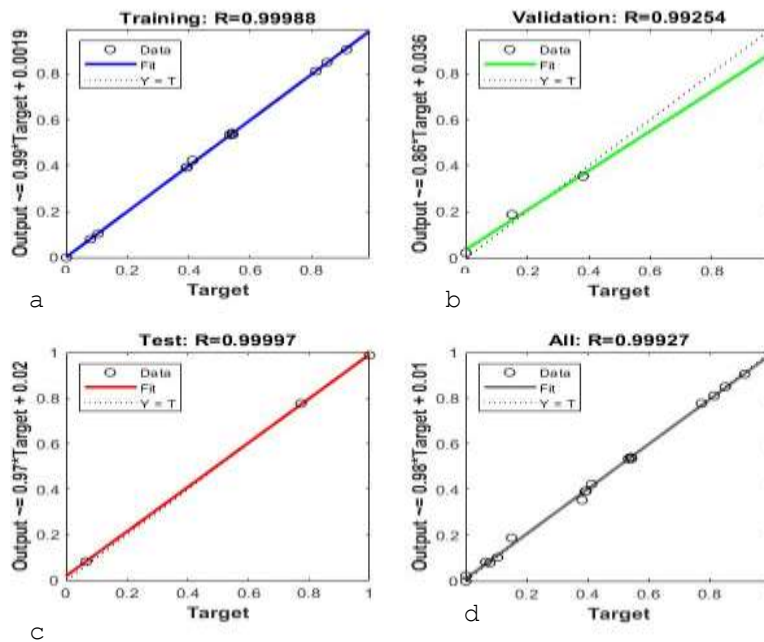 Training: R=0.99988
Output ~= 0.99*Target + 0.0019
Data
Fit
Y = T
0.8
0.6
0.4
0.2
0
0
0.2
0.4
0.6
0.8
Target
a
Validation: R=0.99254
Output ~= 0.86*Target + 0.036
Data
Fit
Y = T
0.8
0.6
0.4
0.2
0
0
0.2
0.4
0.6
0.8
Target
b
Test: R=0.99997
Output ~= 0.97*Target + 0.02
Data
Fit
Y = T
1
0.8
0.6
0.4
0.2
0
0
0.2
0.4
0.6
0.8
1
Target
c
All: R=0.99927
Output ~= 0.98*Target + 0.01
Data
Fit
Y = T
1
0.8
0.6
0.4
0.2
0
0
0.2
0.4
0.6
0.8
Target
d